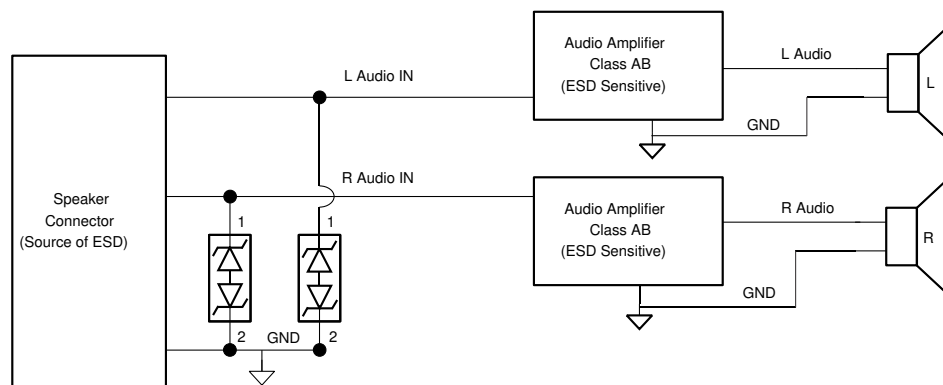 Audio Amplifier
Class AB
(ESD Sensitive)
L Audio
L
L Audio IN
GND
R Audio IN
Speaker
Connector
(Source of ESD)
Audio Amplifier
Class AB
(ESD Sensitive)
R Audio
R
1
1
GND
2
GND
2